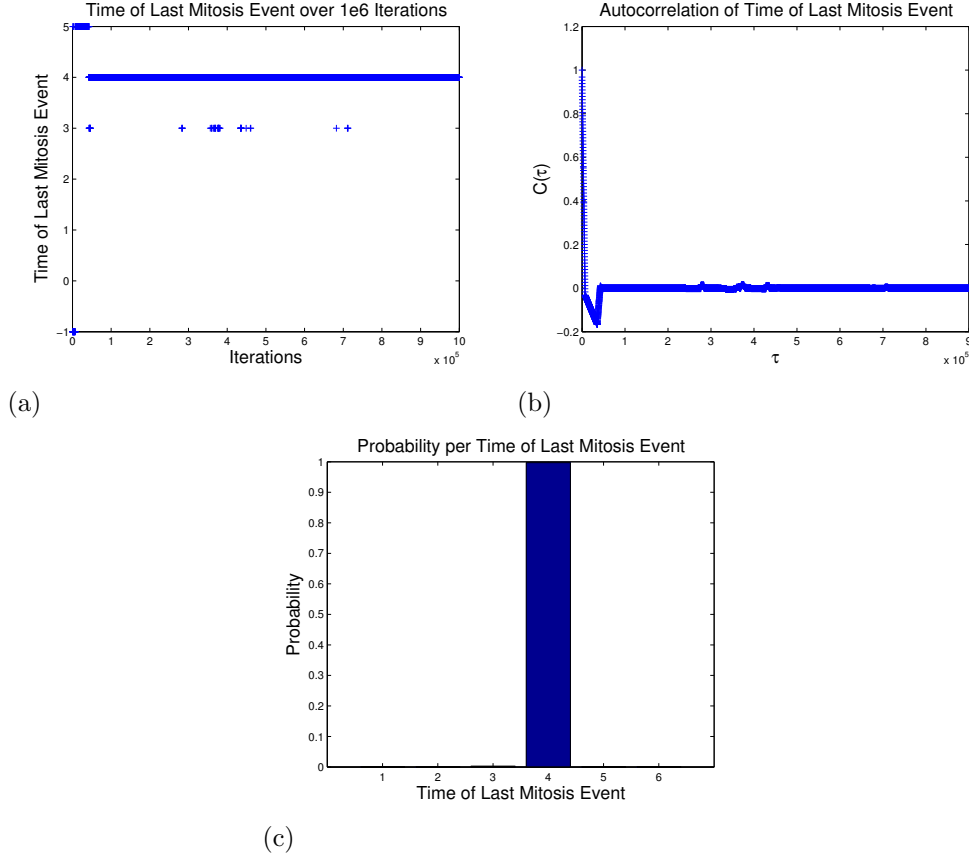 Time of Last Mitosis Event over 1e6 Iterations
Time of Last Mitosis Event
5
4
3
2
1
0
−1
0 1 2 3 4 5 6 7 8 9 10
x 10^5
Iterations
(a)
Autocorrelation of Time of Last Mitosis Event
C(τ)
1.2
1
0.8
0.6
0.4
0.2
0
−0.2
0 1 2 3 4 5 6 7 8 9
x 10^5
τ
(b)
Probability per Time of Last Mitosis Event
Probability
1
0.9
0.8
0.7
0.6
0.5
0.4
0.3
0.2
0.1
0
1 2 3 4 5 6
Time of Last Mitosis Event
(c)